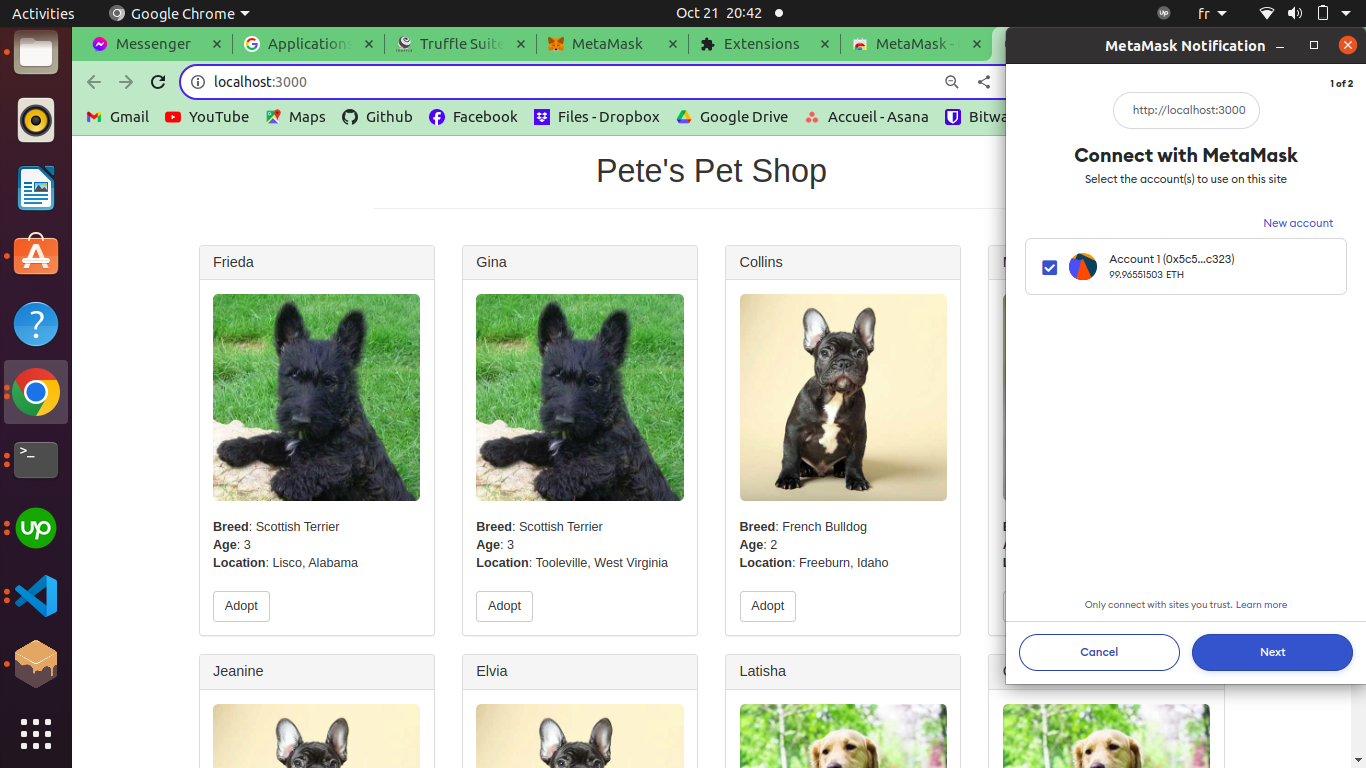 Activities
Google Chrome
Oct 21 20:42
fr
Messenger
Applications
Truffle Suite
MetaMask
Extensions
MetaMask -
localhost:3000
Gmail
YouTube
Maps
Github
Facebook
Files - Dropbox
Google Drive
Accueil - Asana
Bitwa
Pete's Pet Shop
Frieda
Breed: Scottish Terrier
Age: 3
Location: Lisco, Alabama
Adopt
Gina
Breed: Scottish Terrier
Age: 3
Location: Tooleville, West Virginia
Adopt
Collins
Breed: French Bulldog
Age: 2
Location: Freeburn, Idaho
Adopt
Jeanine
Elvia
Latisha
MetaMask Notification
1 of 2
http://localhost:3000
Connect with MetaMask
Select the account(s) to use on this site
New account
Account 1 (0x5c5...c323)
99.96551503 ETH
Only connect with sites you trust. Learn more
Cancel
Next
up
>_